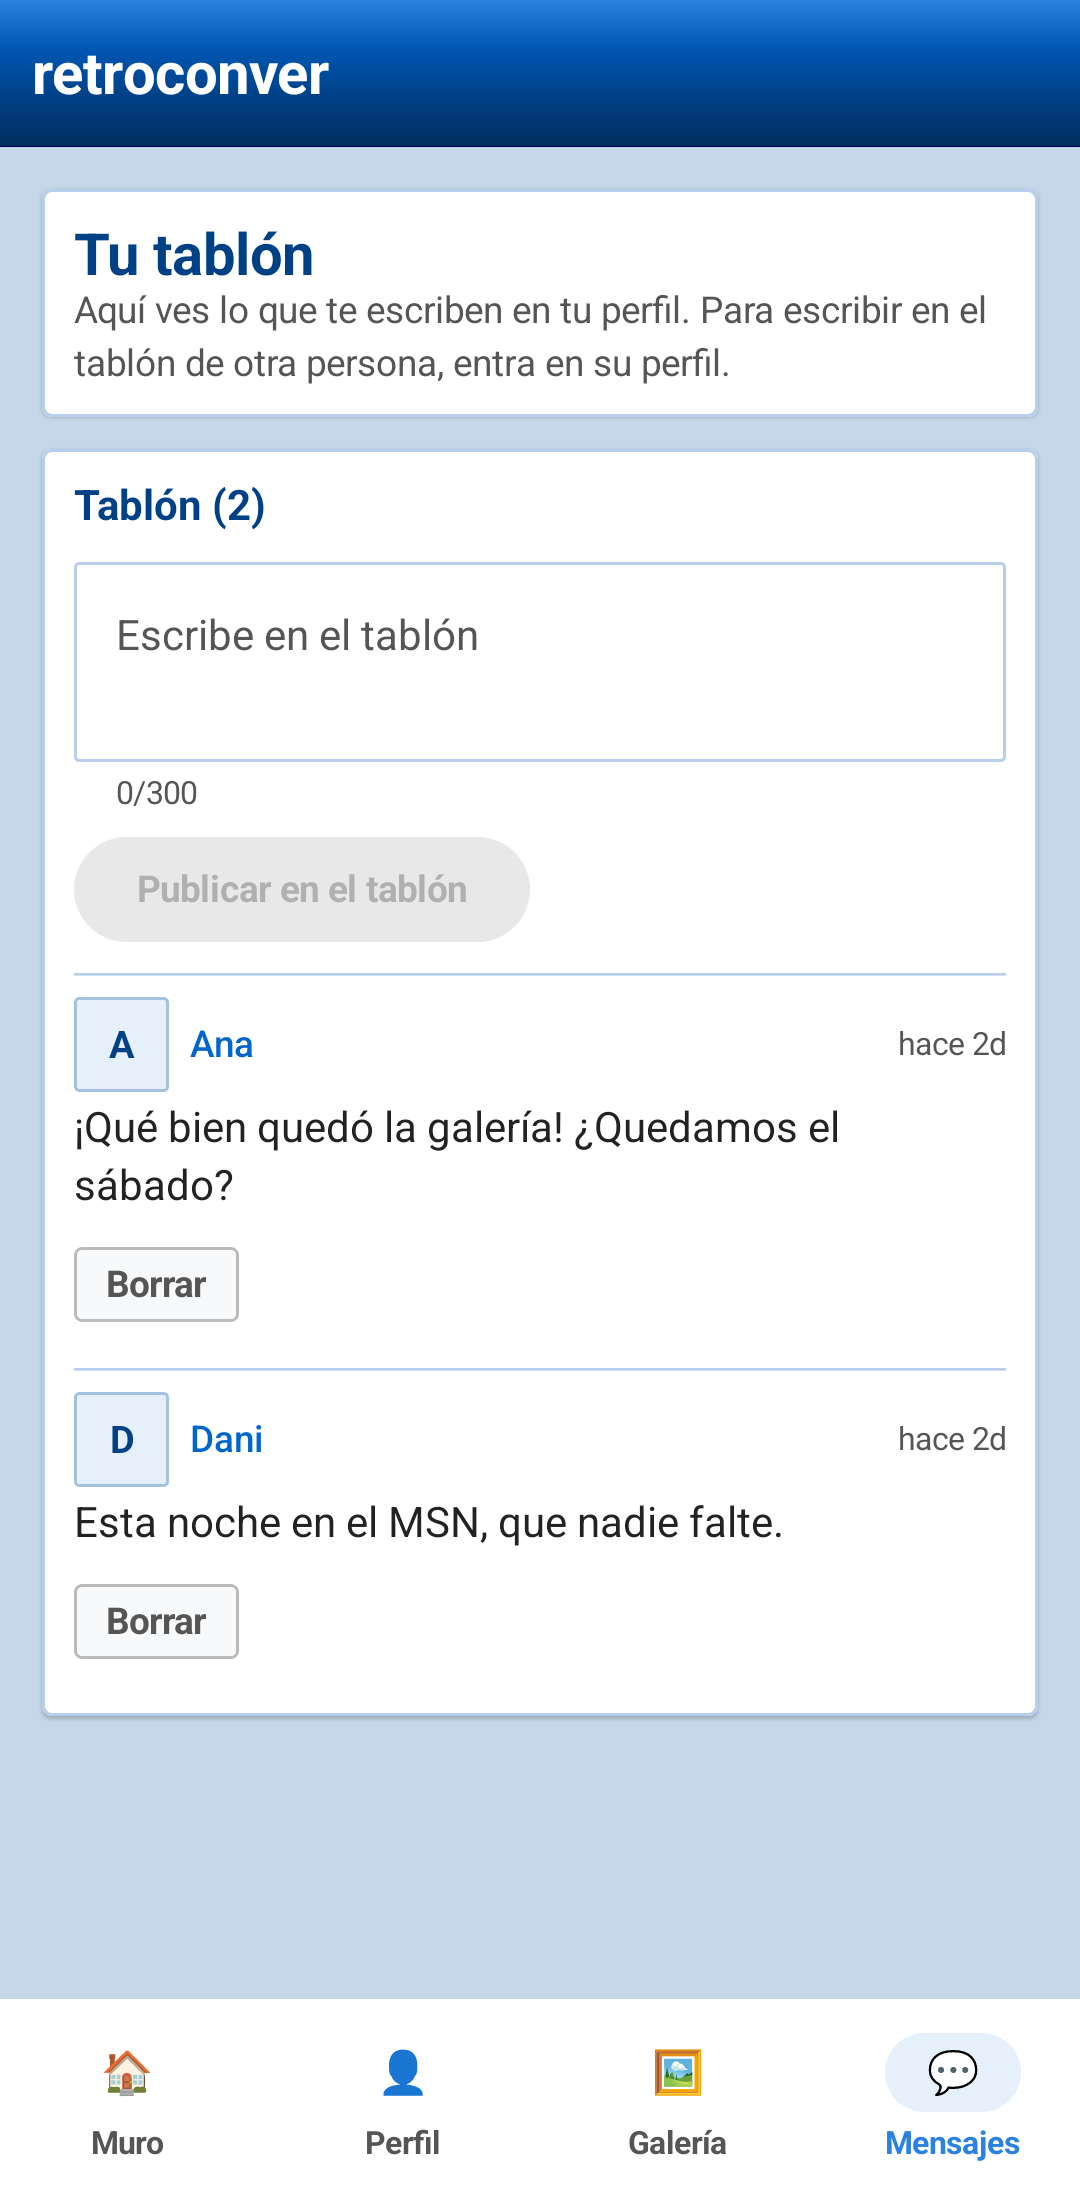 retroconver
Tu tablón
Aquí ves lo que te escriben en tu perfil. Para escribir en el
tablón de otra persona, entra en su perfil.
Tablón (2)
Escribe en el tablón
0/300
Publicar en el tablón
A Ana hace 2d
¡Qué bien quedó la galería! ¿Quedamos el
sábado?
Borrar
D Dani hace 2d
Esta noche en el MSN, que nadie falte.
Borrar
Muro Perfil Galería Mensajes